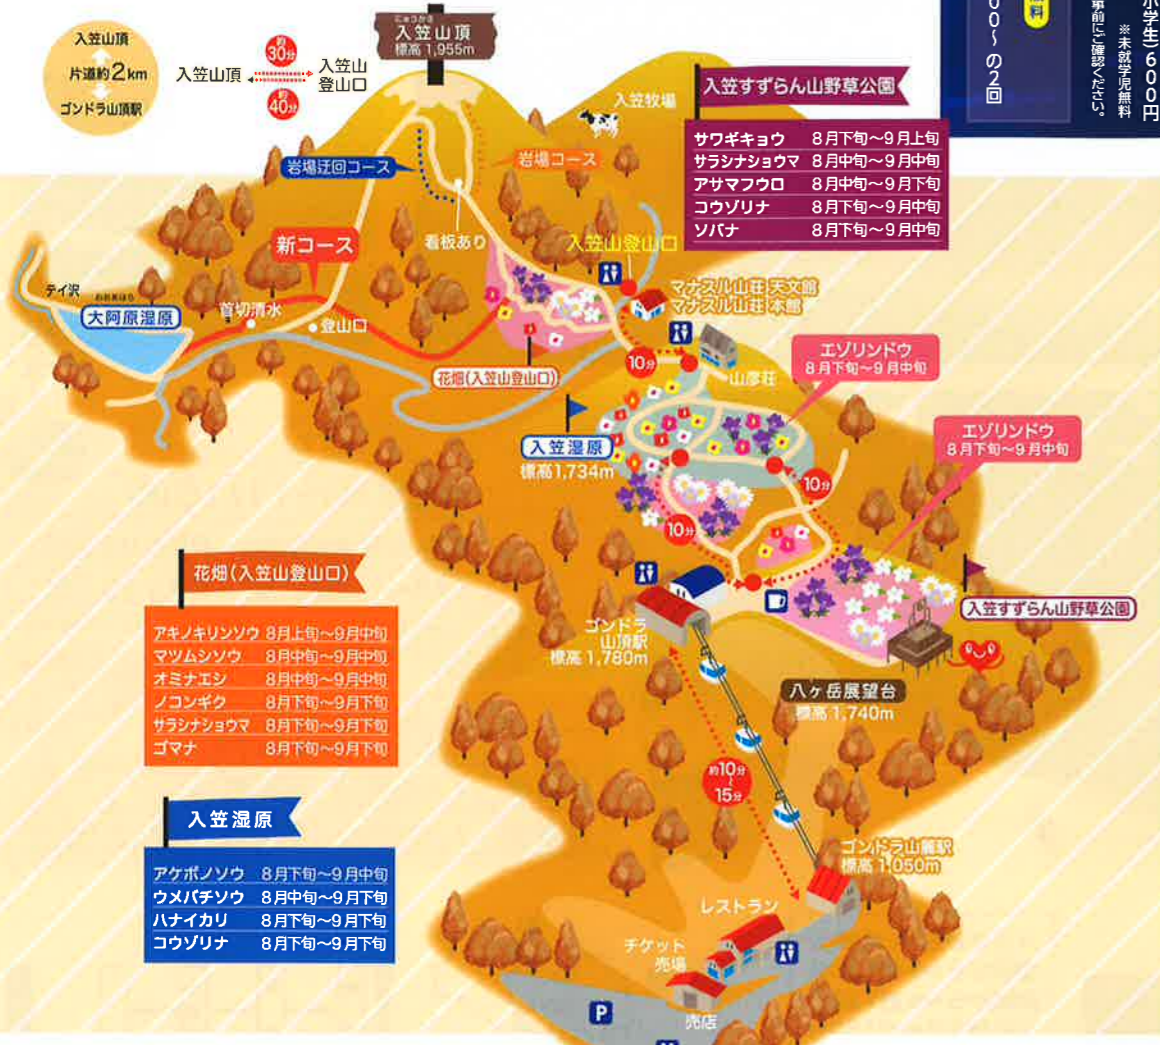 入笠山頂
片道約2km
ゴンドラ山頂駅
入笠山頂
約30分
約40分
入笠山
登山口
にゅうかさ
入笠山頂
標高 1,955m
小学生)600円
※未就学児無料
事前にご確認ください。
無料
00〜の2回
入笠牧場
入笠すずらん山野草公園
サワギキョウ 8月下旬〜9月上旬
サラシナショウマ 8月中旬〜9月中旬
アサマフウロ 8月中旬〜9月下旬
コウゾリナ 8月下旬〜9月中旬
ソバナ 8月下旬〜9月中旬
岩場迂回コース
岩場コース
看板あり
新コース
入笠山登山口
マナスル山荘 天文館
マナスル山荘 本館
テイ沢
おおあほら
大阿原湿原
首切清水
登山口
花畑(入笠山登山口)
10分
山彦荘
エゾリンドウ
8月下旬〜9月中旬
入笠湿原
標高1,734m
エゾリンドウ
8月下旬〜9月中旬
10分
10分
入笠すずらん山野草公園
ゴンドラ
山頂駅
標高 1,780m
八ヶ岳展望台
標高 1,740m
花畑(入笠山登山口)
アキノキリンソウ 8月上旬〜9月中旬
マツムシソウ 8月中旬〜9月中旬
オミナエシ 8月中旬〜9月中旬
ノコンギク 8月下旬〜9月下旬
サラシナショウマ 8月下旬〜9月下旬
ゴマナ 8月下旬〜9月下旬
約10分
〜
15分
入笠湿原
アケボノソウ 8月下旬〜9月中旬
ウメバチソウ 8月中旬〜9月下旬
ハナイカリ 8月下旬〜9月下旬
コウゾリナ 8月下旬〜9月下旬
ゴンドラ山麓駅
標高 1,050m
レストラン
チケット
売場
売店
P